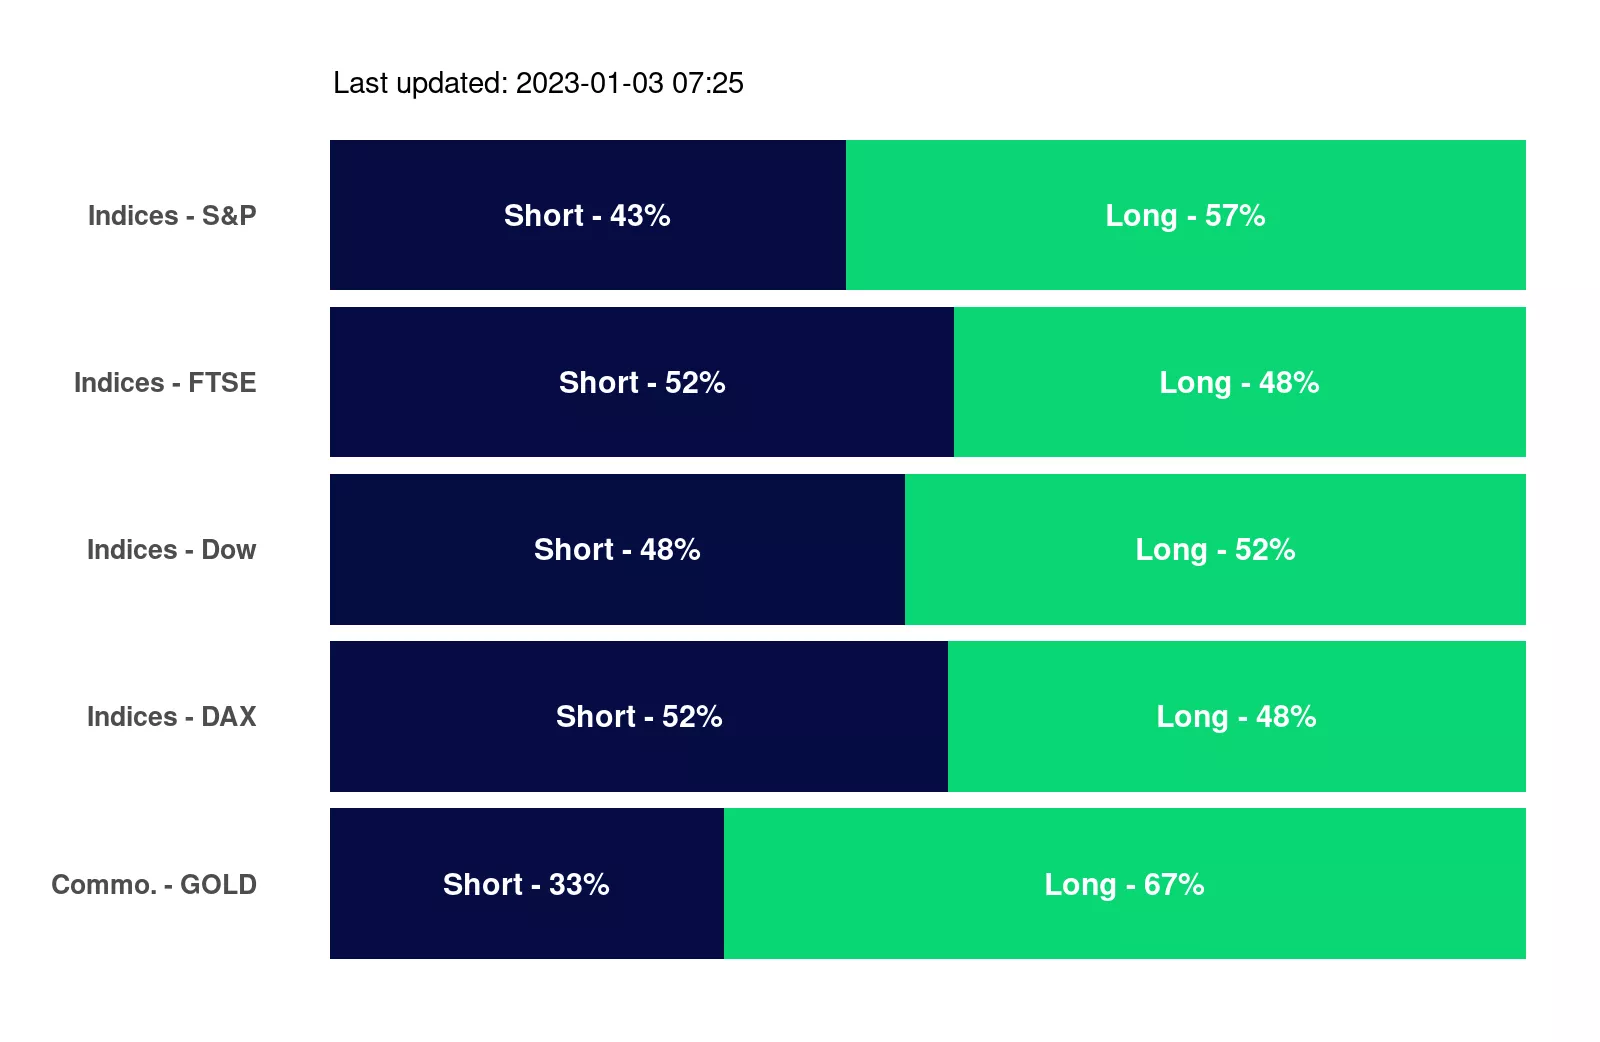 Last updated: 2023-01-03 07:25
Indices - S&P Short - 43% Long - 57%
Indices - FTSE Short - 52% Long - 48%
Indices - Dow Short - 48% Long - 52%
Indices - DAX Short - 52% Long - 48%
Commo. - GOLD Short - 33% Long - 67%